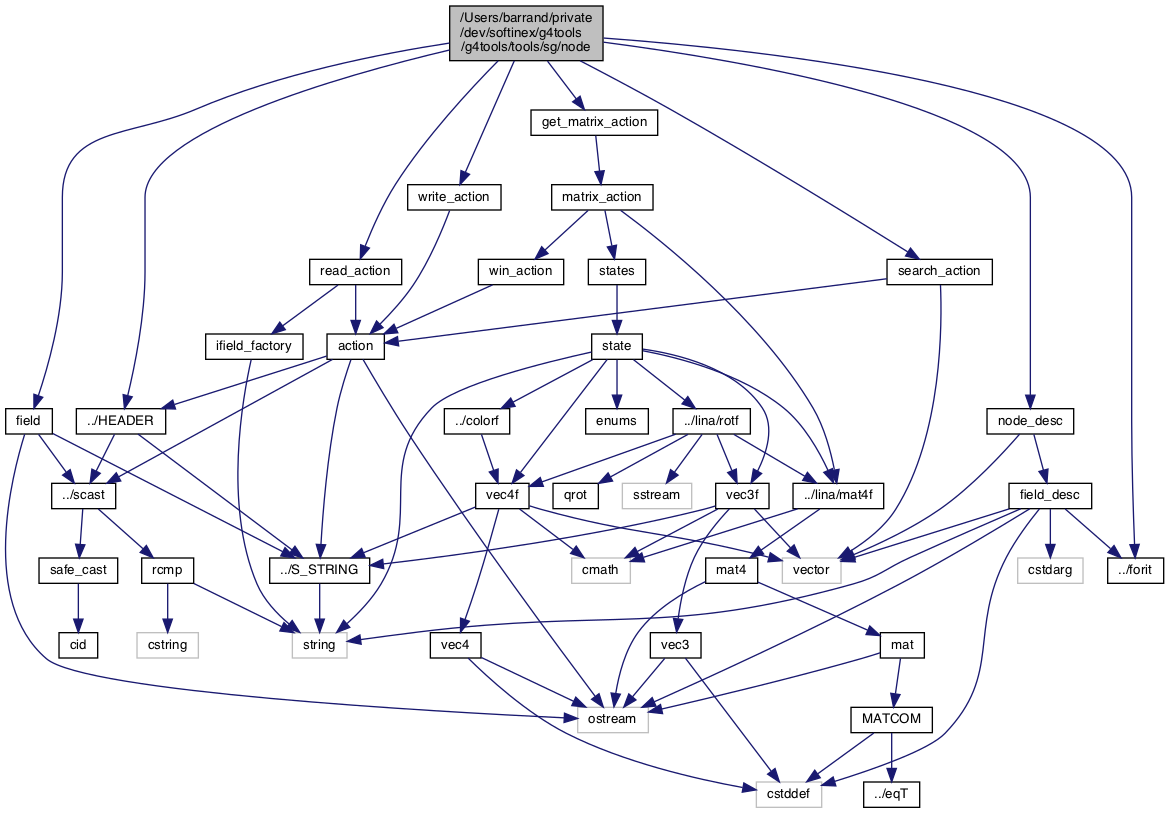 /Users/barrand/private
/dev/softinex/g4tools
/g4tools/tools/sg/node
get_matrix_action
write_action
matrix_action
read_action
win_action
states
search_action
ifield_factory
action
state
field
../HEADER
../colorf
enums
../lina/rotf
node_desc
../scast
vec4f
qrot
sstream
vec3f
../lina/mat4f
field_desc
safe_cast
rcmp
../S_STRING
cmath
mat4
vector
cstdarg
../forit
cid
cstring
string
vec4
vec3
mat
ostream
MATCOM
cstddef
../eqT